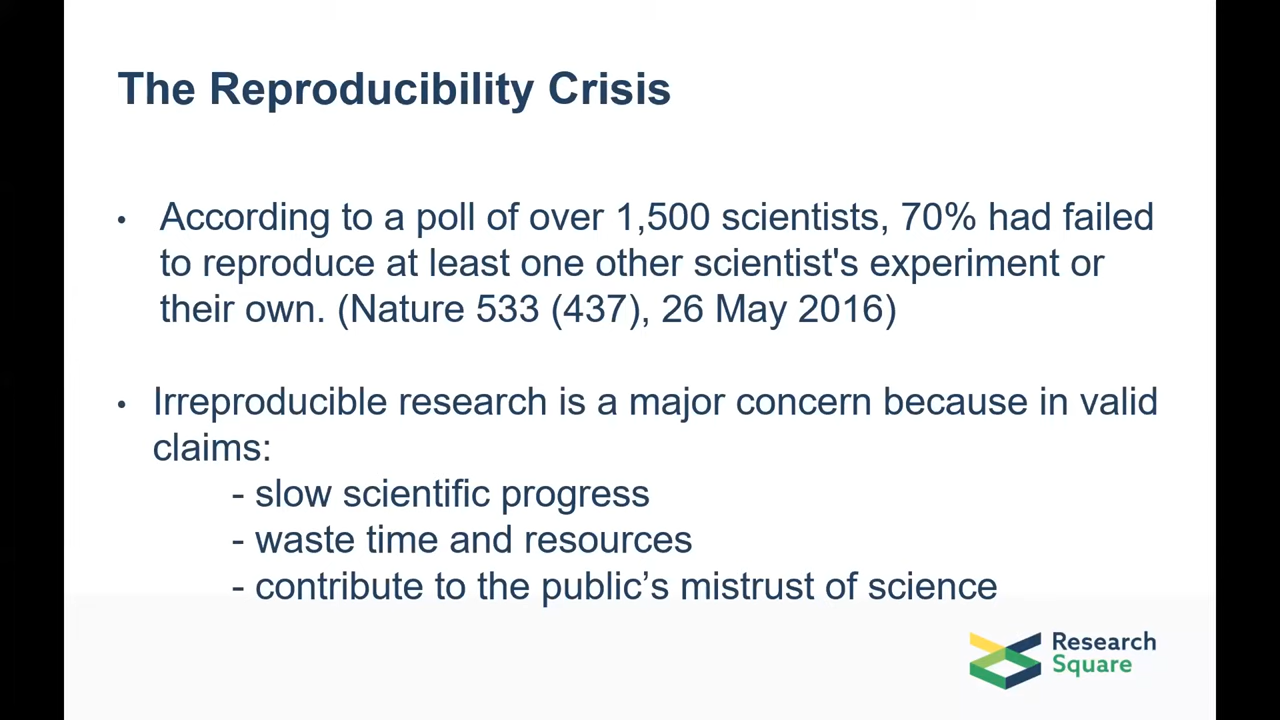 The Reproducibility Crisis
• According to a poll of over 1,500 scientists, 70% had failed
to reproduce at least one other scientist's experiment or
their own. (Nature 533 (437), 26 May 2016)
• Irreproducible research is a major concern because in valid
claims:
- slow scientific progress
- waste time and resources
- contribute to the public’s mistrust of science
Research
Square